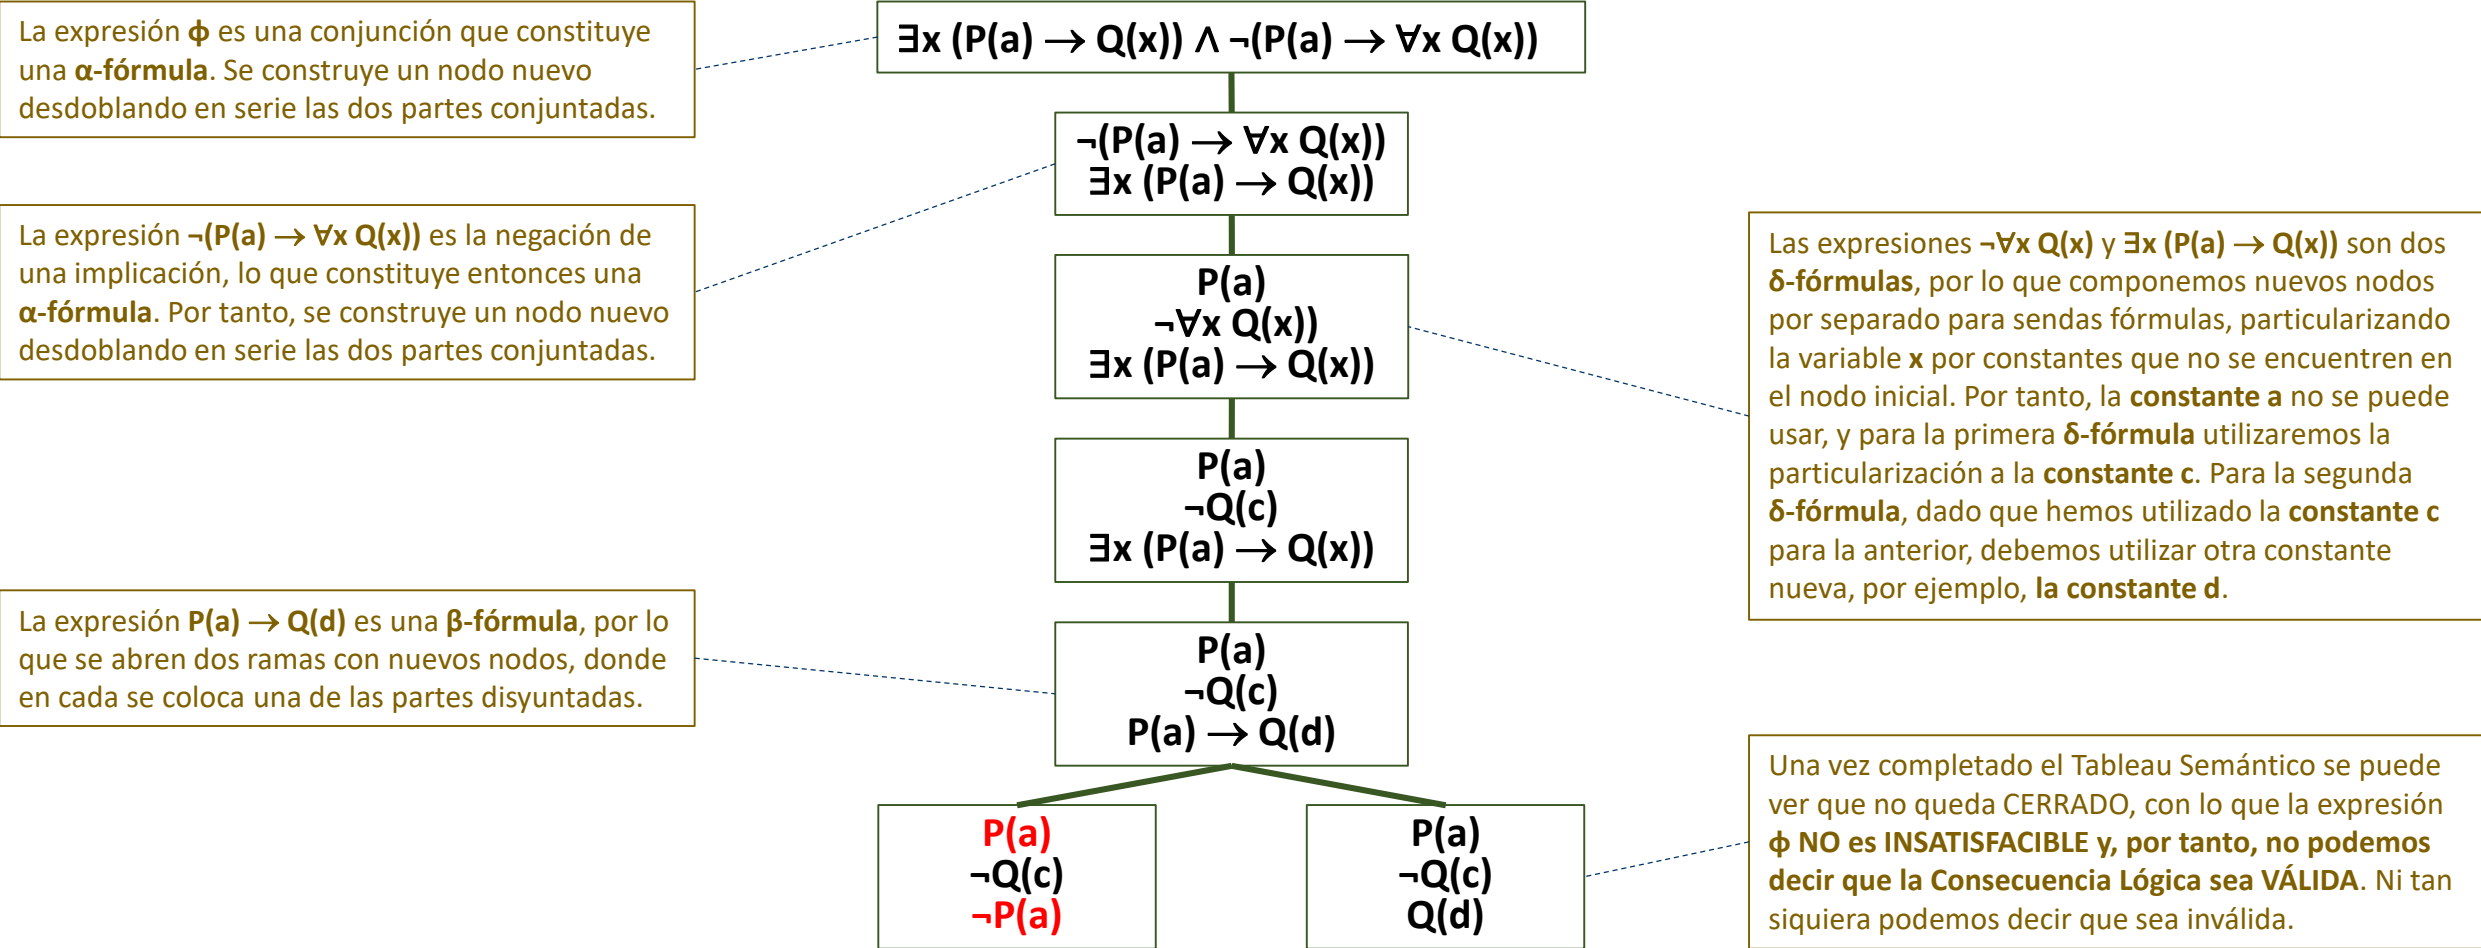 La expresión ϕ es una conjunción que constituye
una α-fórmula. Se construye un nodo nuevo
desdoblando en serie las dos partes conjuntadas.
∃x (P(a) → Q(x)) ∧ ¬(P(a) → ∀x Q(x))
¬(P(a) → ∀x Q(x))
∃x (P(a) → Q(x))
La expresión ¬(P(a) → ∀x Q(x)) es la negación de
una implicación, lo que constituye entonces una
α-fórmula. Por tanto, se construye un nodo nuevo
desdoblando en serie las dos partes conjuntadas.
P(a)
¬∀x Q(x))
∃x (P(a) → Q(x))
Las expresiones ¬∀x Q(x) y ∃x (P(a) → Q(x)) son dos
δ-fórmulas, por lo que componemos nuevos nodos
por separado para sendas fórmulas, particularizando
la variable x por constantes que no se encuentren en
el nodo inicial. Por tanto, la constante a no se puede
usar, y para la primera δ-fórmula utilizaremos la
particularización a la constante c. Para la segunda
δ-fórmula, dado que hemos utilizado la constante c
para la anterior, debemos utilizar otra constante
nueva, por ejemplo, la constante d.
P(a)
¬Q(c)
∃x (P(a) → Q(x))
La expresión P(a) → Q(d) es una β-fórmula, por lo
que se abren dos ramas con nuevos nodos, donde
en cada se coloca una de las partes disyuntadas.
P(a)
¬Q(c)
P(a) → Q(d)
P(a)
¬Q(c)
¬P(a)
P(a)
¬Q(c)
Q(d)
Una vez completado el Tableau Semántico se puede
ver que no queda CERRADO, con lo que la expresión
ϕ NO es INSATISFACIBLE y, por tanto, no podemos
decir que la Consecuencia Lógica sea VÁLIDA. Ni tan
siquiera podemos decir que sea inválida.